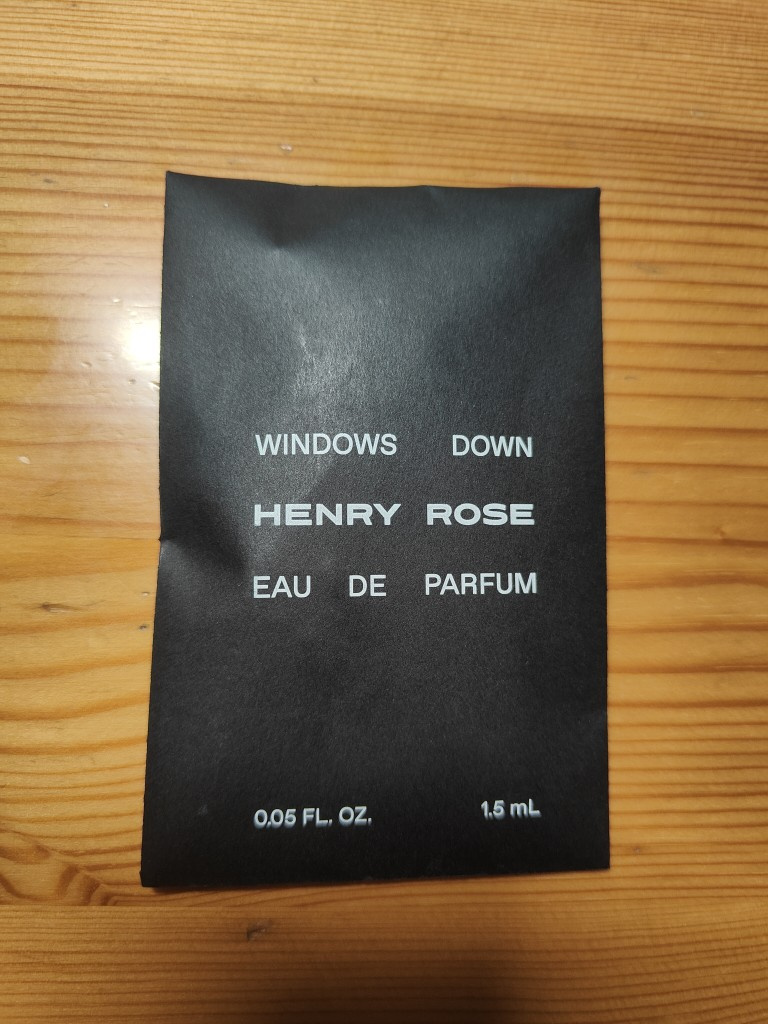 WINDOWS DOWN
HENRY ROSE
EAU DE PARFUM
0.05 FL. OZ. 1.5 mL